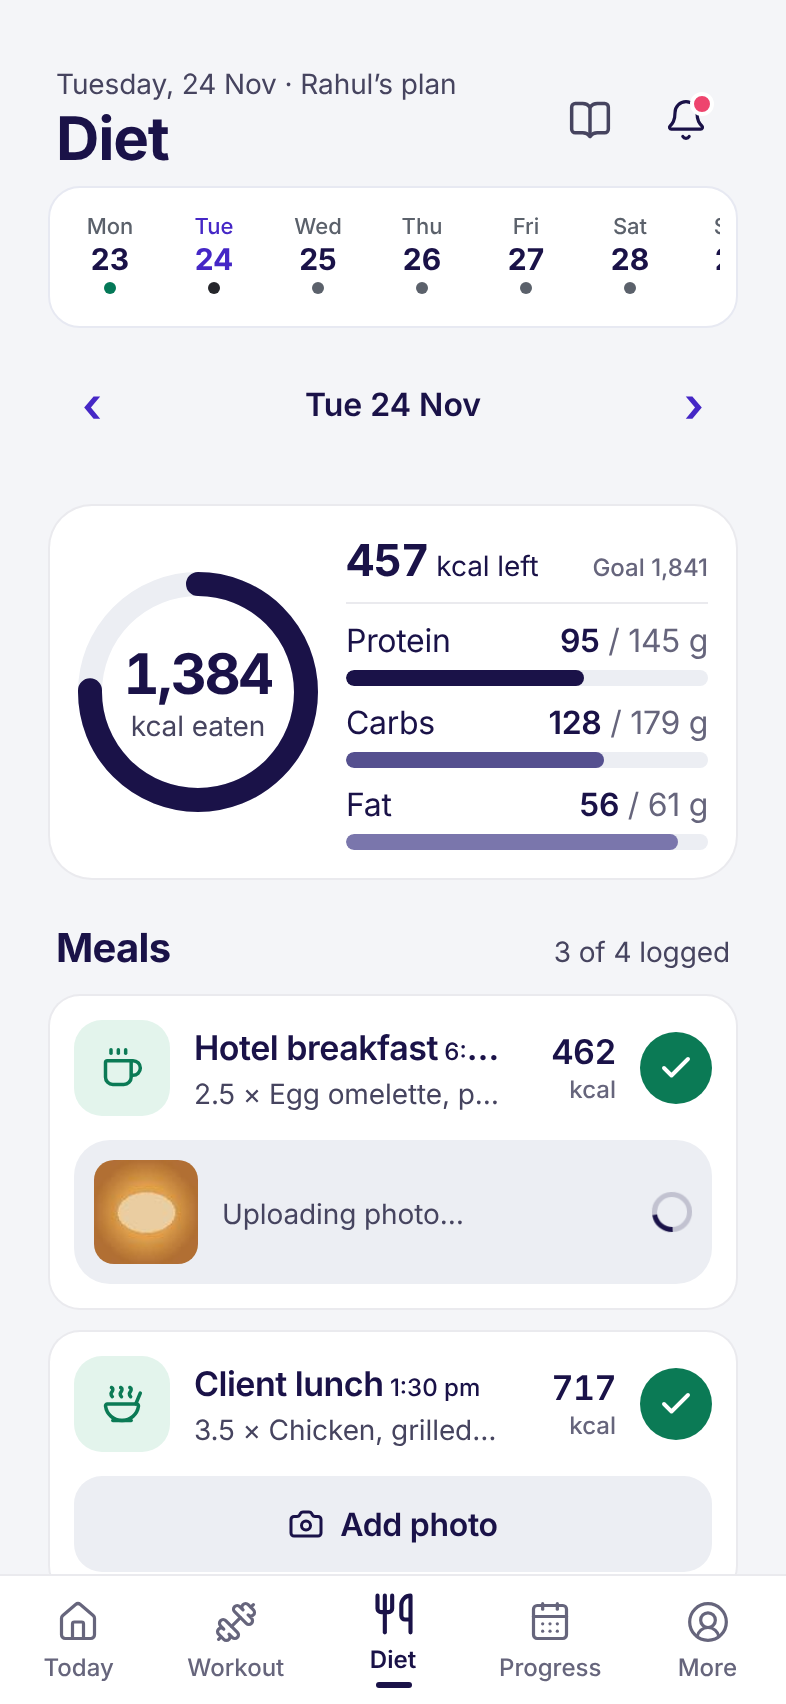 Tuesday, 24 Nov · Rahul’s plan
Diet
Mon Tue Wed Thu Fri Sat
23 24 25 26 27 28
‹ Tue 24 Nov ›
457 kcal left Goal 1,841
1,384
kcal eaten
Protein 95 / 145 g
Carbs 128 / 179 g
Fat 56 / 61 g
Meals 3 of 4 logged
Hotel breakfast 6:... 462
2.5 × Egg omelette, p... kcal
Uploading photo...
Client lunch 1:30 pm 717
3.5 × Chicken, grilled... kcal
Add photo
Today Workout Diet Progress More